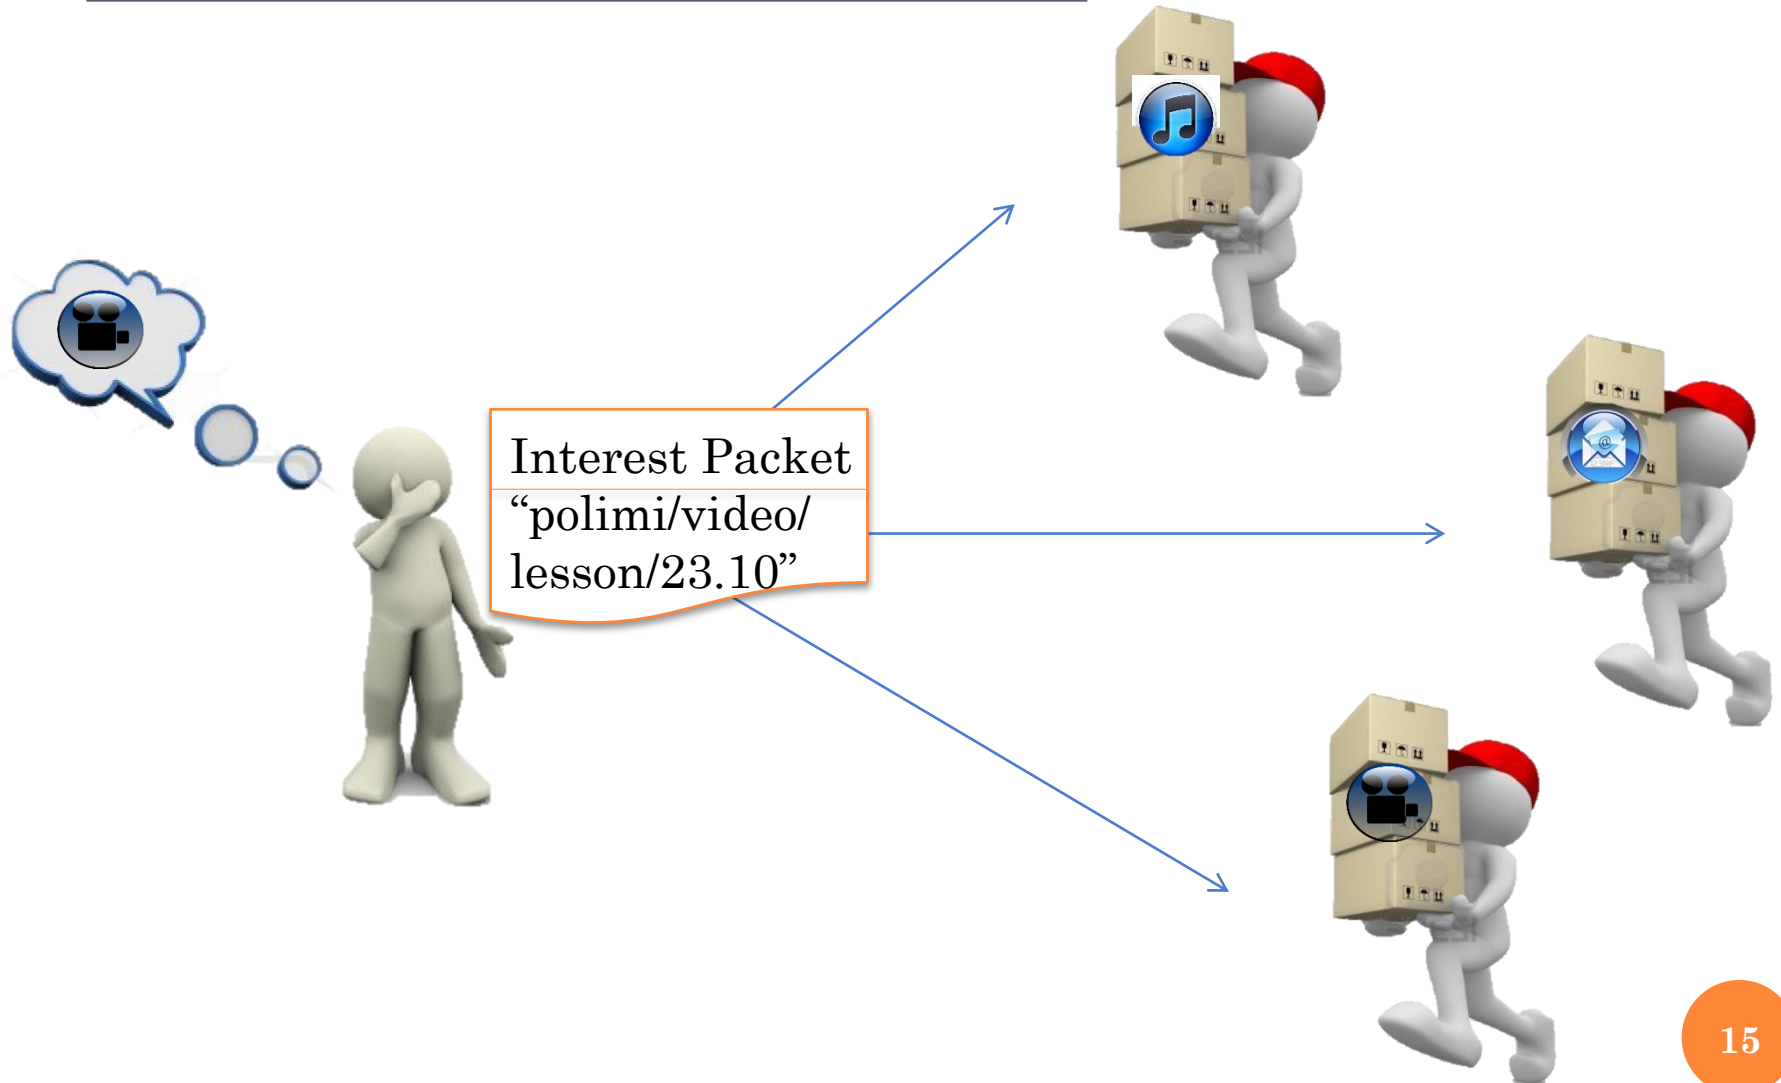 Interest Packet
“polimi/video/
lesson/23.10”
15